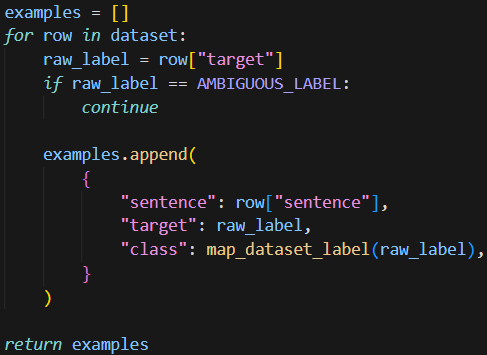 examples = []
for row in dataset:
    raw_label = row["target"]
    if raw_label == AMBIGUOUS_LABEL:
        continue

    examples.append(
        {
            "sentence": row["sentence"],
            "target": raw_label,
            "class": map_dataset_label(raw_label),
        }
    )

return examples